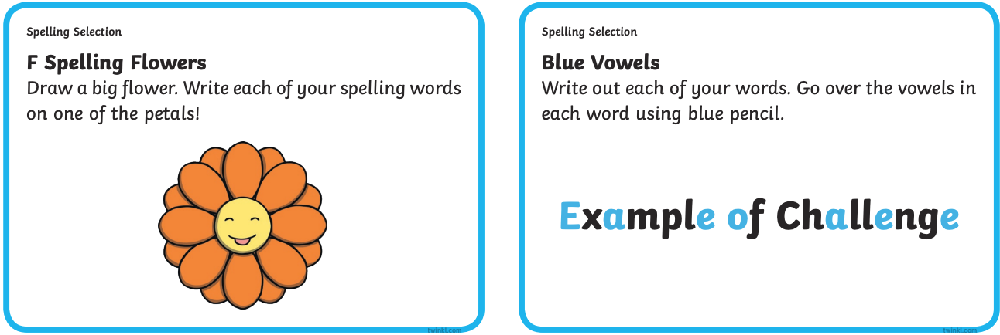 Spelling Selection
F Spelling Flowers
Draw a big flower. Write each of your spelling words
on one of the petals!
twinkl.com
Spelling Selection
Blue Vowels
Write out each of your words. Go over the vowels in
each word using blue pencil.
Example of Challenge
twinkl.com